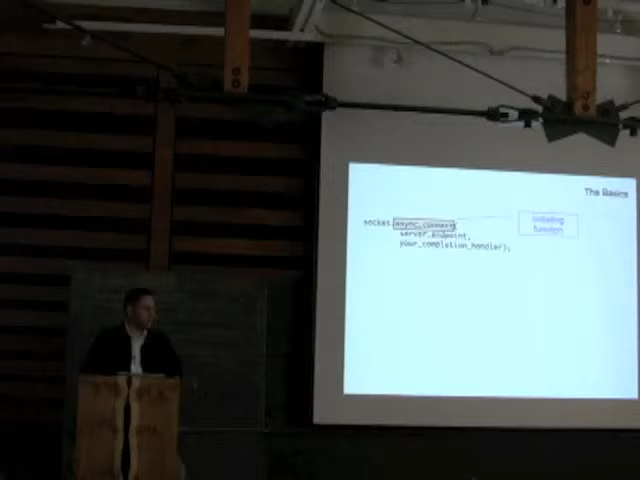 The Basics
socket.async_connect(
server_endpoint,
your_completion_handler);
Initiating
function